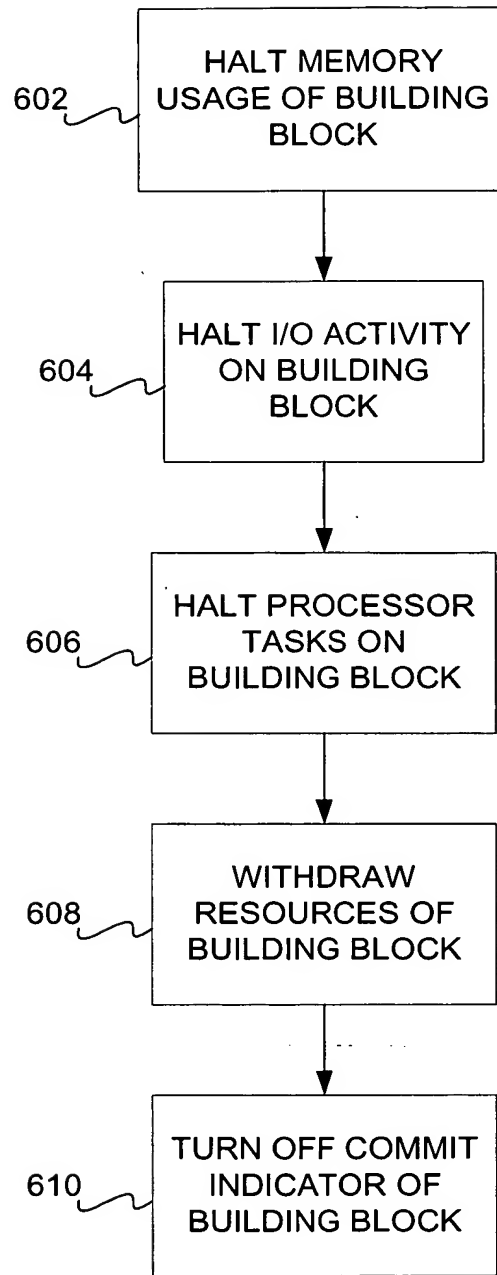 HALT MEMORY
USAGE OF BUILDING
BLOCK
602
HALT I/O ACTIVITY
ON BUILDING
BLOCK
604
HALT PROCESSOR
TASKS ON
BUILDING BLOCK
606
WITHDRAW
RESOURCES OF
BUILDING BLOCK
608
TURN OFF COMMIT
INDICATOR OF
BUILDING BLOCK
610